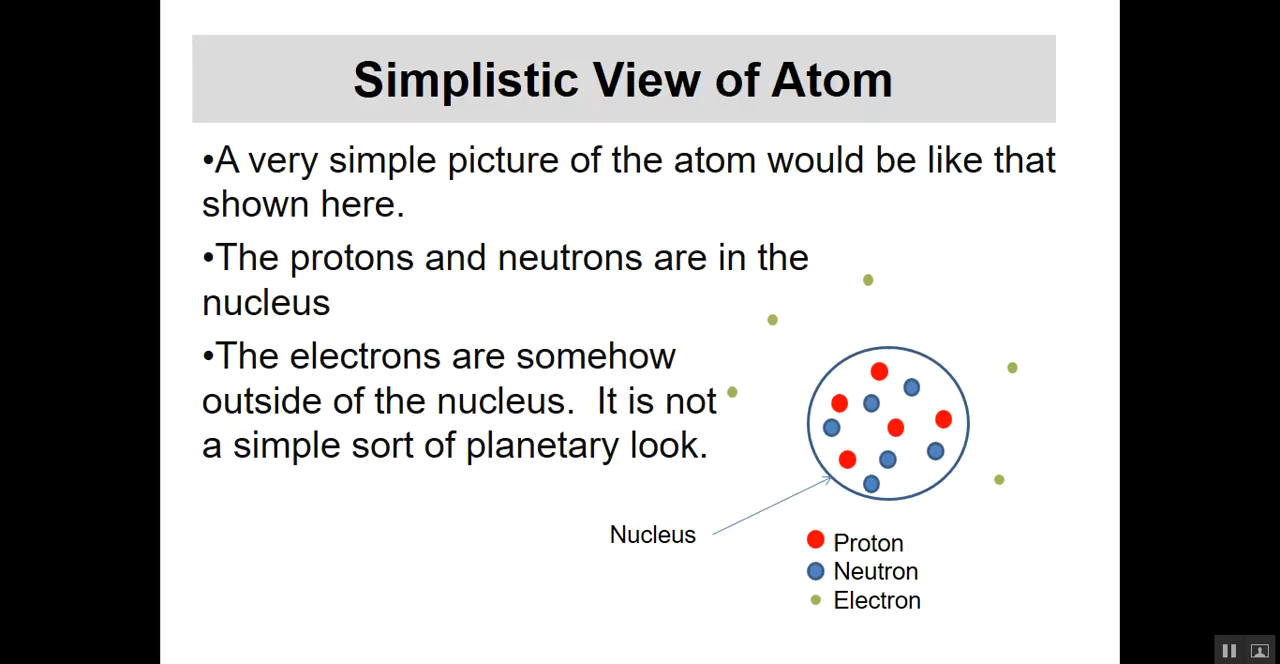 Simplistic View of Atom
•A very simple picture of the atom would be like that
shown here.
•The protons and neutrons are in the
nucleus
•The electrons are somehow
outside of the nucleus.  It is not
a simple sort of planetary look.
Nucleus
Proton
Neutron
Electron